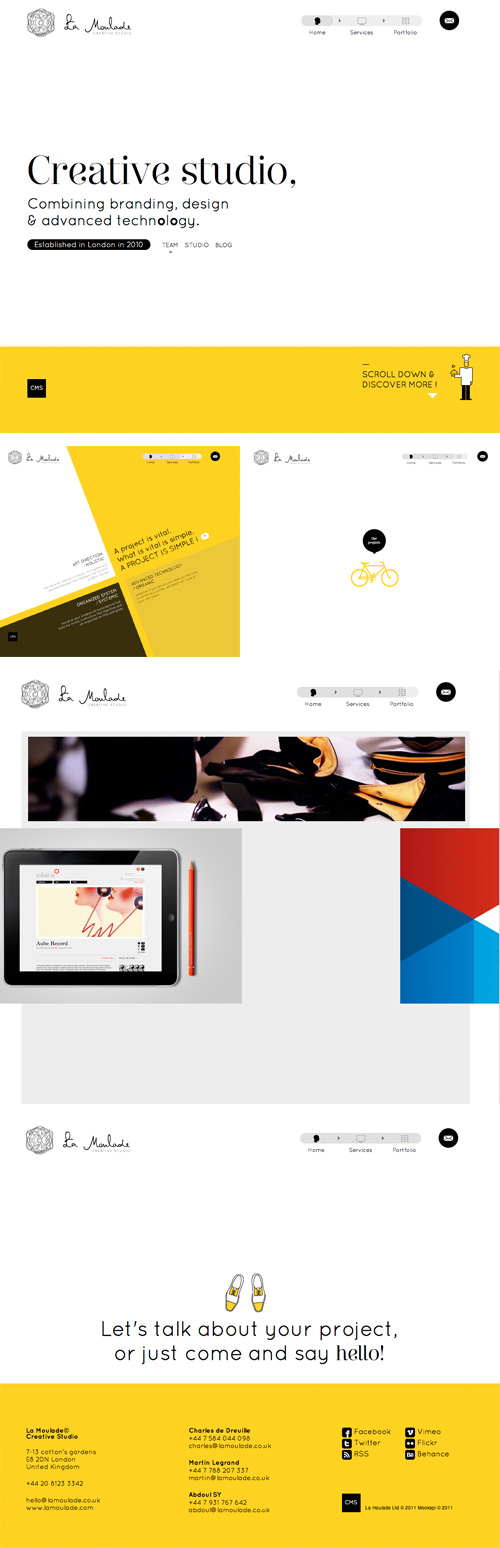 La Moulade
CREATIVE STUDIO
Home
Services
Portfolio
Creative studio,
Combining branding, design
& advanced technology.
Established in London in 2010
TEAM STUDIO BLOG
CMS
SCROLL DOWN &
DISCOVER MORE !
La Moulade
Home
Services
Portfolio
A project is vital.
What is vital is simple,
A PROJECT IS SIMPLE !
ART DIRECTION
/ HOLISTIC
ADVANCED TECHNOLOGY
/ ORGANIC
ORGANIZED SYSTEM
/ SYSTEMIC
CMS
La Moulade
Home
Services
Portfolio
Our
projects
La Moulade
CREATIVE STUDIO
Home
Services
Portfolio
Aube Record
La Moulade
CREATIVE STUDIO
Home
Services
Portfolio
Let's talk about your project,
or just come and say hello!
La Moulade©
Creative Studio
7-13 cotton's gardens
E8 2DN London
United Kingdom
+44 20 8123 3342
hello@lamoulade.co.uk
www.lamoulade.com
Charles de Dreuille
+44 7 584 044 098
charles@lamoulade.co.uk
Martin Legrand
+44 7 788 207 337
martin@lamoulade.co.uk
Abdoul SY
+44 7 931 767 642
abdoul@lamoulade.co.uk
Facebook
Twitter
RSS
Vimeo
Flickr
Behance
CMS
La moulade Ltd © 2011 Mookapi © 2011